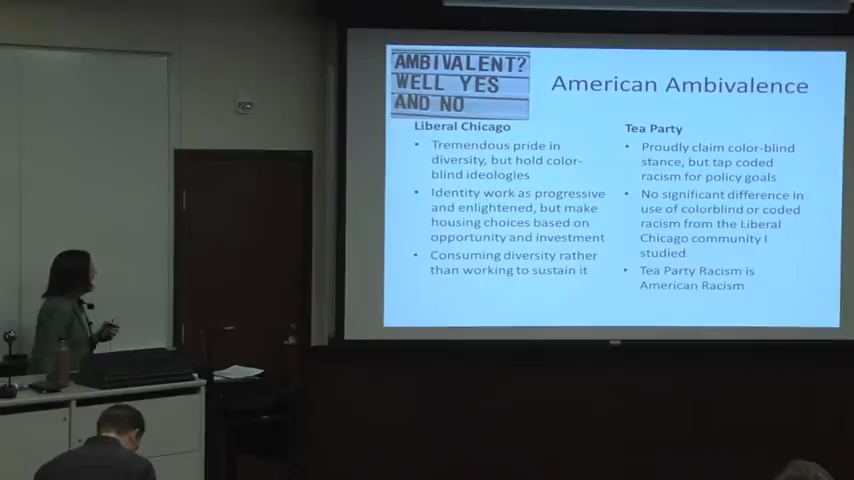 AMBIVALENT?
WELL YES
AND NO
American Ambivalence
Liberal Chicago
• Tremendous pride in
diversity, but hold color-
blind ideologies
• Identity work as progressive
and enlightened, but make
housing choices based on
opportunity and investment
• Consuming diversity rather
than working to sustain it
Tea Party
• Proudly claim color-blind
stance, but tap coded
racism for policy goals
• No significant difference in
use of colorblind or coded
racism from the Liberal
Chicago community I
studied
• Tea Party Racism is
American Racism